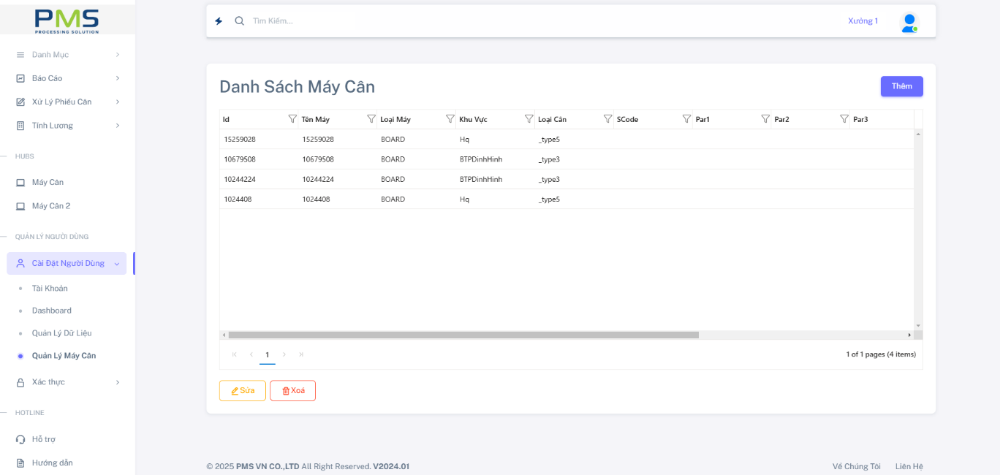 PMS
PROCESSING SOLUTION
Danh Mục
Báo Cáo
Xử Lý Phiếu Cân
Tính Lương
HUBS
Máy Cân
Máy Cân 2
QUẢN LÝ NGƯỜI DÙNG
Cài Đặt Người Dùng
Tài Khoản
Dashboard
Quản Lý Dữ Liệu
Quản Lý Máy Cân
Xác thực
HOTLINE
Hỗ trợ
Hướng dẫn
Tìm Kiếm... Xưởng 1
Danh Sách Máy Cân Thêm
Id Tên Máy Loại Máy Khu Vực Loại Cân SCode Par1 Par2 Par3
15259028 15259028 BOARD Hq _type5
10679508 10679508 BOARD BTPDinhHinh _type3
10244224 10244224 BOARD BTPDinhHinh _type3
1024408 1024408 BOARD Hq _type5
1 1 of 1 pages (4 items)
Sửa Xoá
© 2025 PMS VN CO.,LTD All Right Reserved. V2024.01 Về Chúng Tôi Liên Hệ